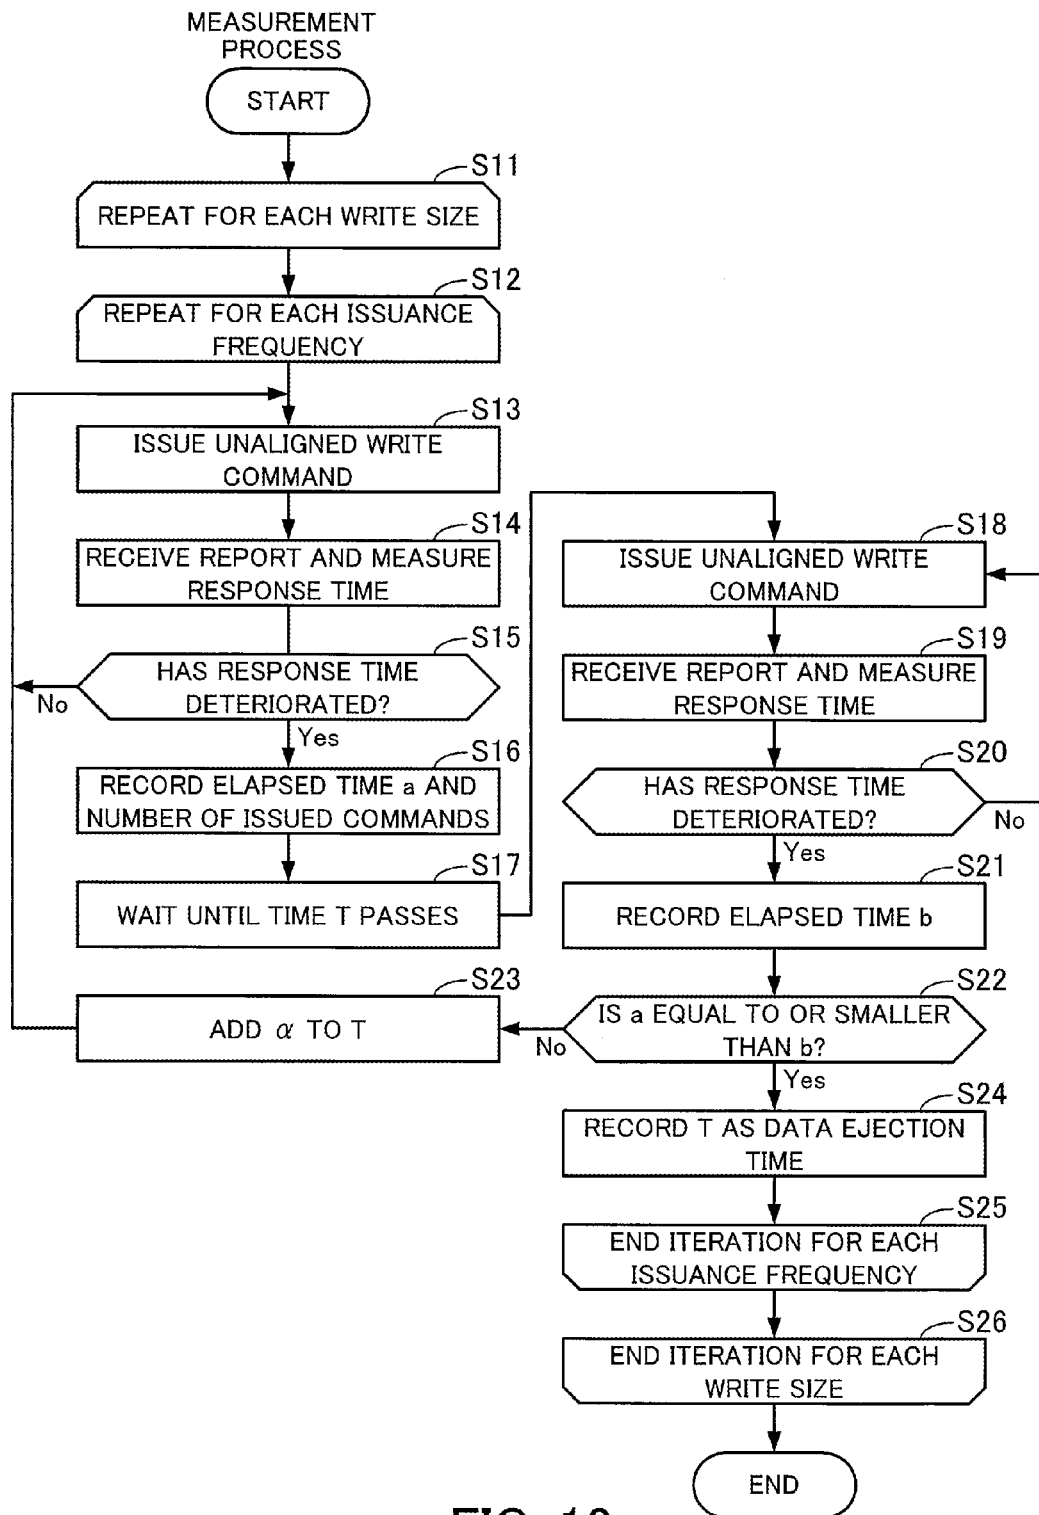 MEASUREMENT
PROCESS
START
S11
REPEAT FOR EACH WRITE SIZE
S12
REPEAT FOR EACH ISSUANCE
FREQUENCY
S13
ISSUE UNALIGNED WRITE
COMMAND
S14
RECEIVE REPORT AND MEASURE
RESPONSE TIME
S15
HAS RESPONSE TIME
DETERIORATED?
No
Yes
S16
RECORD ELAPSED TIME a AND
NUMBER OF ISSUED COMMANDS
S17
WAIT UNTIL TIME T PASSES
S18
ISSUE UNALIGNED WRITE
COMMAND
S19
RECEIVE REPORT AND MEASURE
RESPONSE TIME
S20
HAS RESPONSE TIME
DETERIORATED?
No
Yes
S21
RECORD ELAPSED TIME b
S22
IS a EQUAL TO OR SMALLER
THAN b?
No
Yes
S23
ADD α TO T
S24
RECORD T AS DATA EJECTION
TIME
S25
END ITERATION FOR EACH
ISSUANCE FREQUENCY
S26
END ITERATION FOR EACH
WRITE SIZE
END